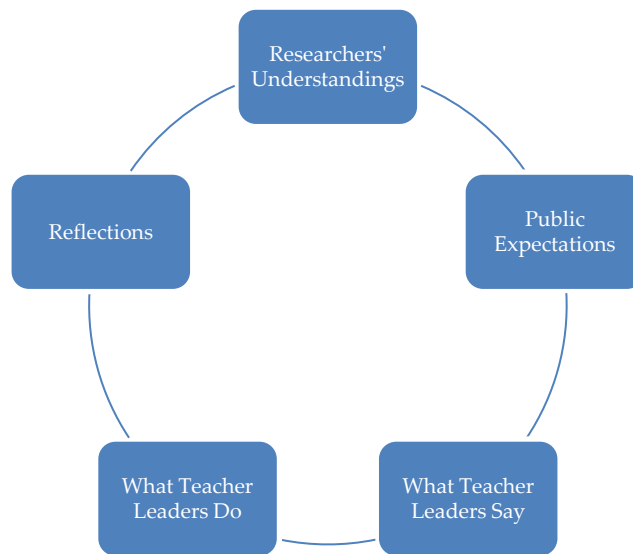 Researchers'
Understandings
Public
Expectations
What Teacher
Leaders Say
What Teacher
Leaders Do
Reflections